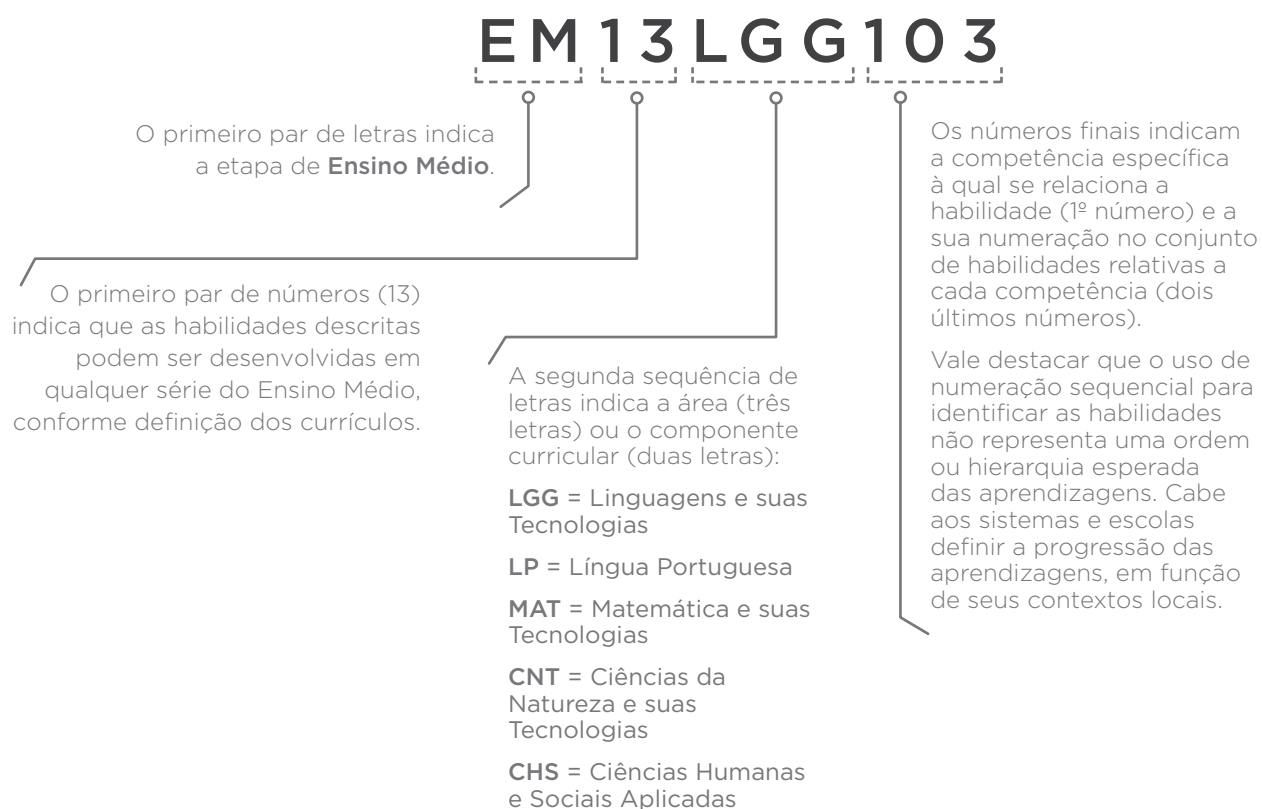 EM13LGG103
O primeiro par de letras indica
a etapa de Ensino Médio.
O primeiro par de números (13)
indica que as habilidades descritas
podem ser desenvolvidas em
qualquer série do Ensino Médio,
conforme definição dos currículos.
A segunda sequência de
letras indica a área (três
letras) ou o componente
curricular (duas letras):
LGG = Linguagens e suas
Tecnologias
LP = Língua Portuguesa
MAT = Matemática e suas
Tecnologias
CNT = Ciências da
Natureza e suas
Tecnologias
CHS = Ciências Humanas
e Sociais Aplicadas
Os números finais indicam
a competência específica
à qual se relaciona a
habilidade (1º número) e a
sua numeração no conjunto
de habilidades relativas a
cada competência (dois
últimos números).
Vale destacar que o uso de
numeração sequencial para
identificar as habilidades
não representa uma ordem
ou hierarquia esperada
das aprendizagens. Cabe
aos sistemas e escolas
definir a progressão das
aprendizagens, em função
de seus contextos locais.